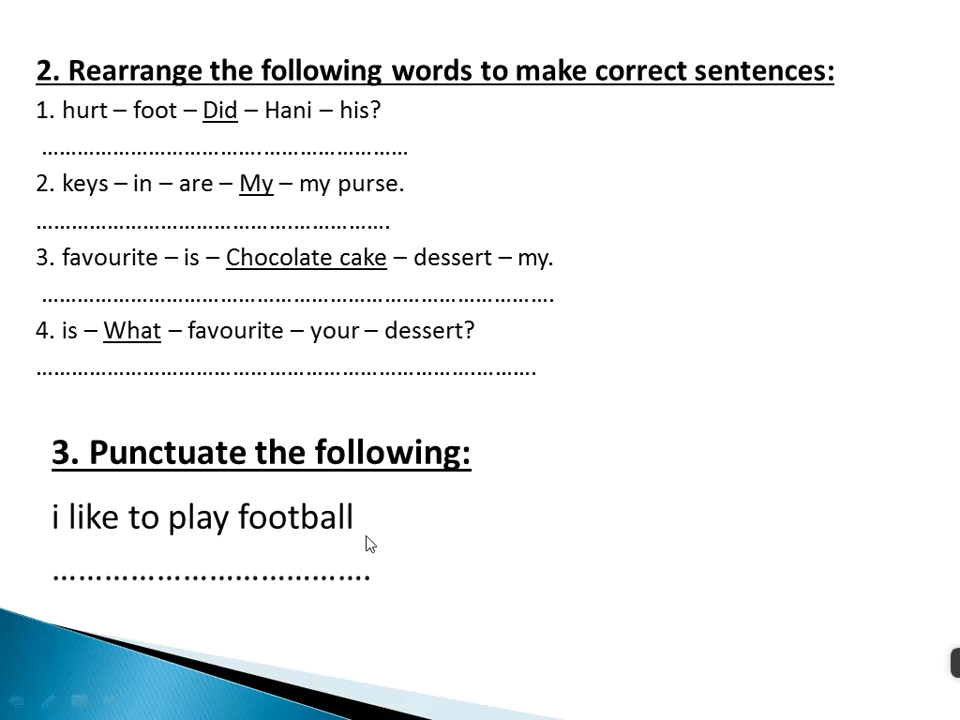 2. Rearrange the following words to make correct sentences:
1. hurt – foot – Did – Hani – his?
……………………………….……………………
2. keys – in – are – My – my purse.
…………………………………….…………….
3. favourite – is – Chocolate cake – dessert – my.
…………………………………………………………………………….
4. is – What – favourite – your – dessert?
……………………………………………………………….……….
3. Punctuate the following:
i like to play football
……………………………….